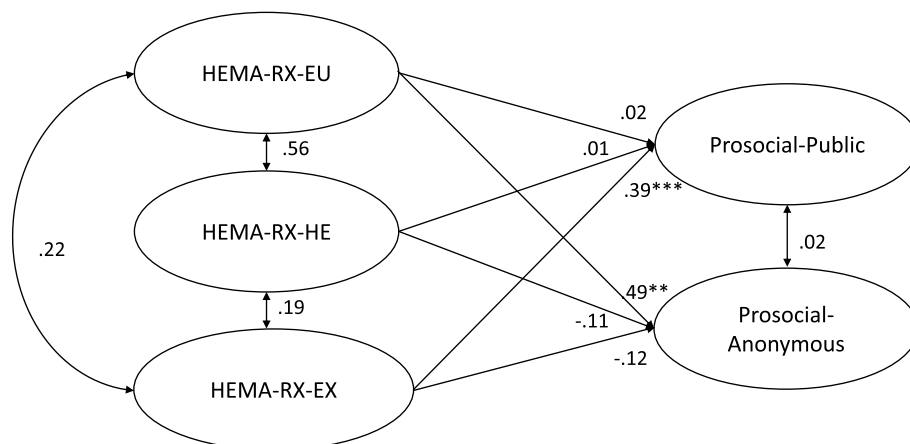 HEMA-RX-EU
.02
.56
.01
Prosocial-Public
.39***
HEMA-RX-HE
.22
.02
.49**
.19
-.11
Prosocial-
Anonymous
-.12
HEMA-RX-EX